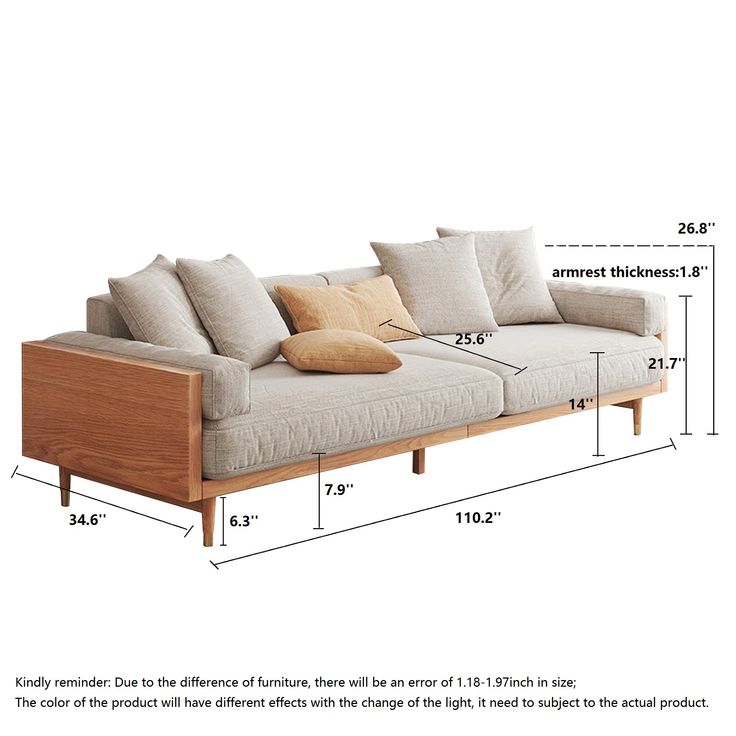 26.8''
armrest thickness:1.8''
25.6''
21.7''
14''
7.9''
34.6''
6.3''
110.2''
Kindly reminder: Due to the difference of furniture, there will be an error of 1.18-1.97inch in size;
The color of the product will have different effects with the change of the light, it need to subject to the actual product.